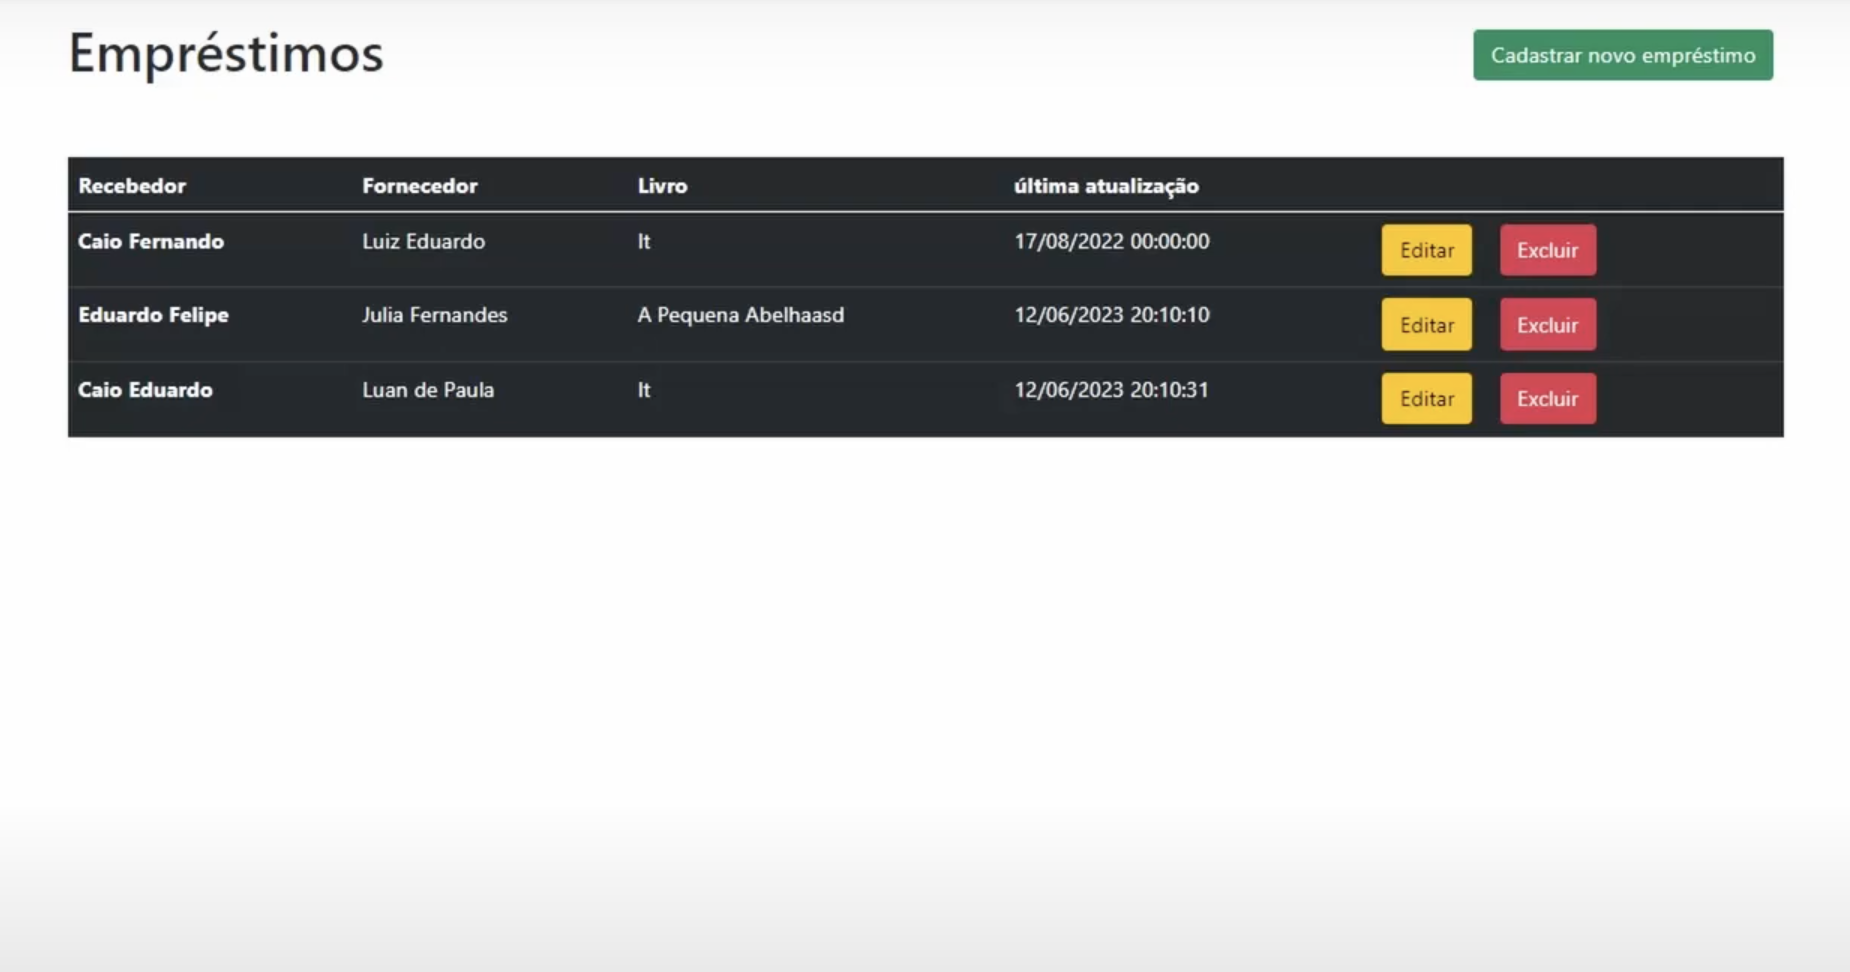 Empréstimos
Cadastrar novo empréstimo
Recebedor Fornecedor Livro última atualização
Caio Fernando Luiz Eduardo It 17/08/2022 00:00:00 Editar Excluir
Eduardo Felipe Julia Fernandes A Pequena Abelhaasd 12/06/2023 20:10:10 Editar Excluir
Caio Eduardo Luan de Paula It 12/06/2023 20:10:31 Editar Excluir